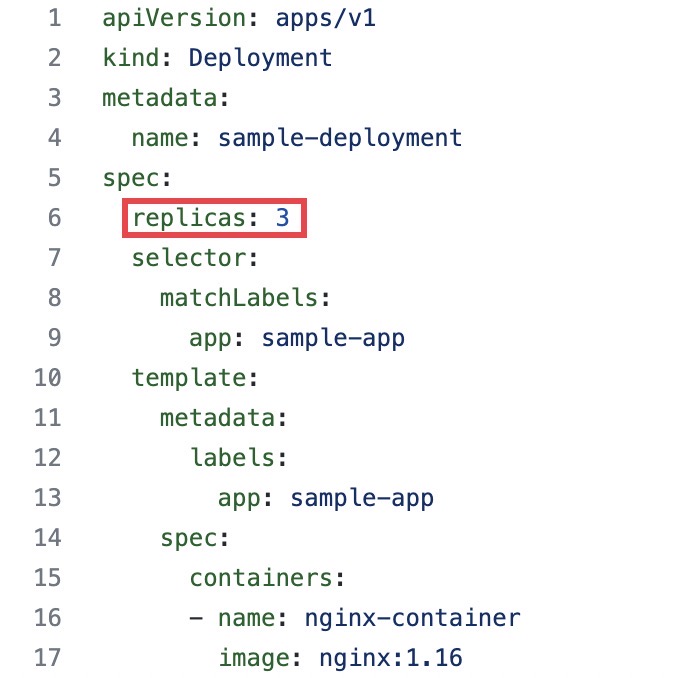 1 apiVersion: apps/v1
2 kind: Deployment
3 metadata:
4   name: sample-deployment
5 spec:
6   replicas: 3
7   selector:
8     matchLabels:
9       app: sample-app
10   template:
11     metadata:
12       labels:
13         app: sample-app
14     spec:
15       containers:
16       - name: nginx-container
17         image: nginx:1.16